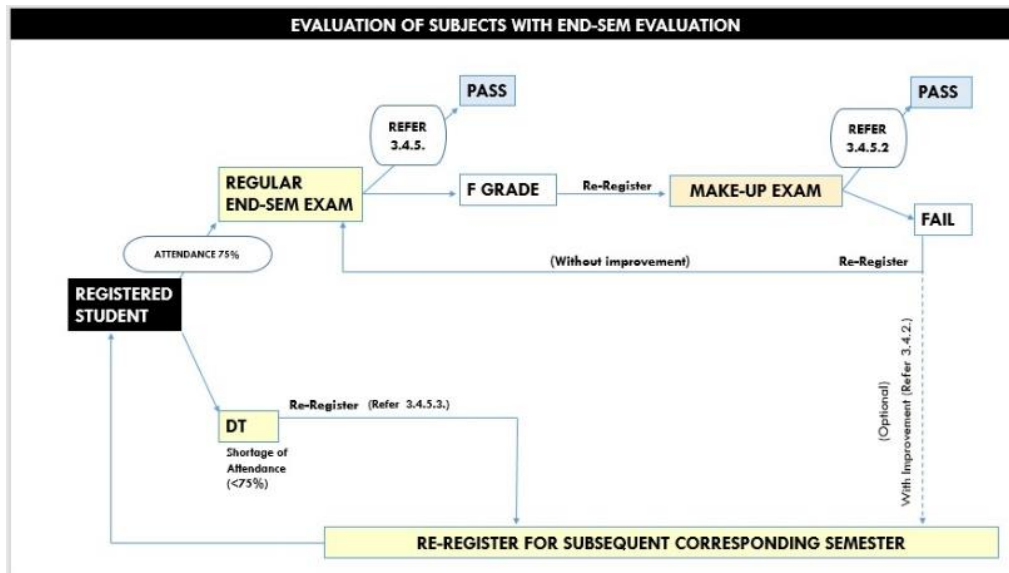 EVALUATION OF SUBJECTS WITH END-SEM EVALUATION
PASS
PASS
REFER
3.4.5.
REFER
3.4.5.2
REGULAR
END-SEM EXAM
F GRADE
Re-Register
MAKE-UP EXAM
FAIL
ATTENDANCE 75%
(Without improvement)
Re-Register
REGISTERED
STUDENT
(Optional)
With Improvement (Refer 3.4.2.)
Re-Register (Refer 3.4.5.3.)
DT
Shortage of
Attendance
(<75%)
RE-REGISTER FOR SUBSEQUENT CORRESPONDING SEMESTER